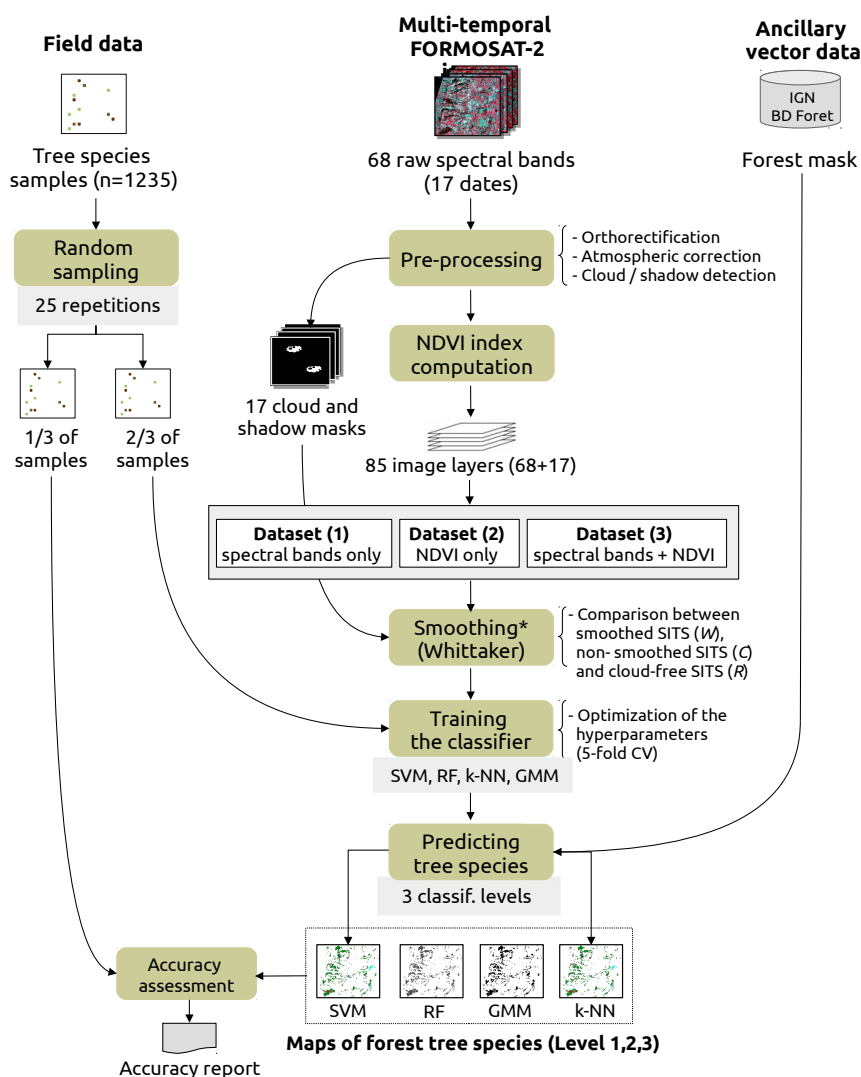 Field data
Multi-temporal
FORMOSAT-2
Ancillary
vector data
IGN
BD Foret
Tree species
samples (n=1235)
68 raw spectral bands
(17 dates)
Forest mask
Random
sampling
25 repetitions
Pre-processing
- Orthorectification
- Atmospheric correction
- Cloud / shadow detection
NDVI index
computation
1/3 of
samples
2/3 of
samples
17 cloud and
shadow masks
85 image layers (68+17)
Dataset (1)
spectral bands only
Dataset (2)
NDVI only
Dataset (3)
spectral bands + NDVI
Smoothing*
(Whittaker)
- Comparison between
smoothed SITS (W),
non- smoothed SITS (C)
and cloud-free SITS (R)
Training
the classifier
- Optimization of the
hyperparameters
(5-fold CV)
SVM, RF, k-NN, GMM
Predicting
tree species
3 classif. levels
Accuracy
assessment
SVM
RF
GMM
k-NN
Maps of forest tree species (Level 1,2,3)
Accuracy report